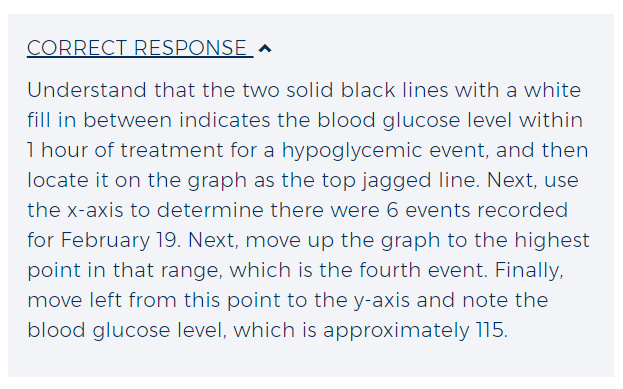 CORRECT RESPONSE
Understand that the two solid black lines with a white
fill in between indicates the blood glucose level within
1 hour of treatment for a hypoglycemic event, and then
locate it on the graph as the top jagged line. Next, use
the x-axis to determine there were 6 events recorded
for February 19. Next, move up the graph to the highest
point in that range, which is the fourth event. Finally,
move left from this point to the y-axis and note the
blood glucose level, which is approximately 115.